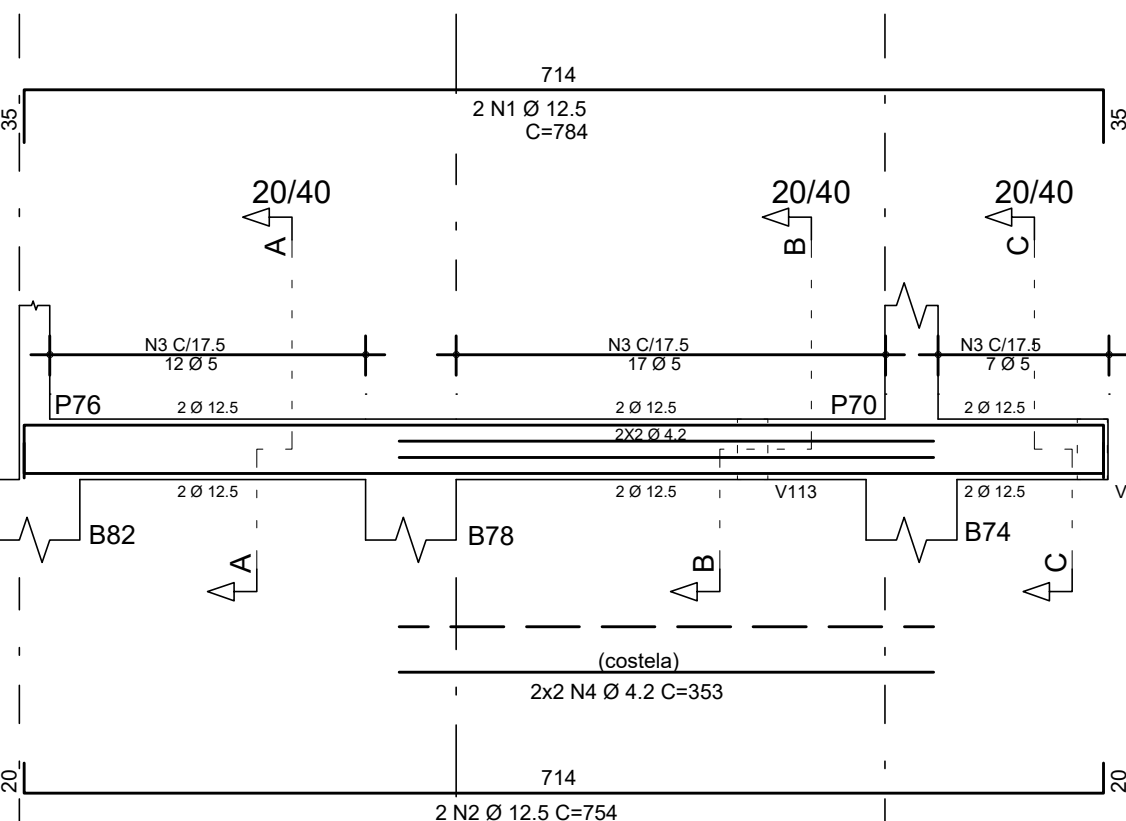 714
2 N1 Ø 12.5
C=784
35
35
20/40
20/40
20/40
A
B
C
N3 C/17.5
12 Ø 5
N3 C/17.5
17 Ø 5
N3 C/17.5
7 Ø 5
P76
2 Ø 12.5
2 Ø 12.5
P70
2 Ø 12.5
2X2 Ø 4.2
2 Ø 12.5
2 Ø 12.5
V113
2 Ø 12.5
V
B82
B78
B74
A
B
C
(costela)
2x2 N4 Ø 4.2 C=353
20
714
20
2 N2 Ø 12.5 C=754